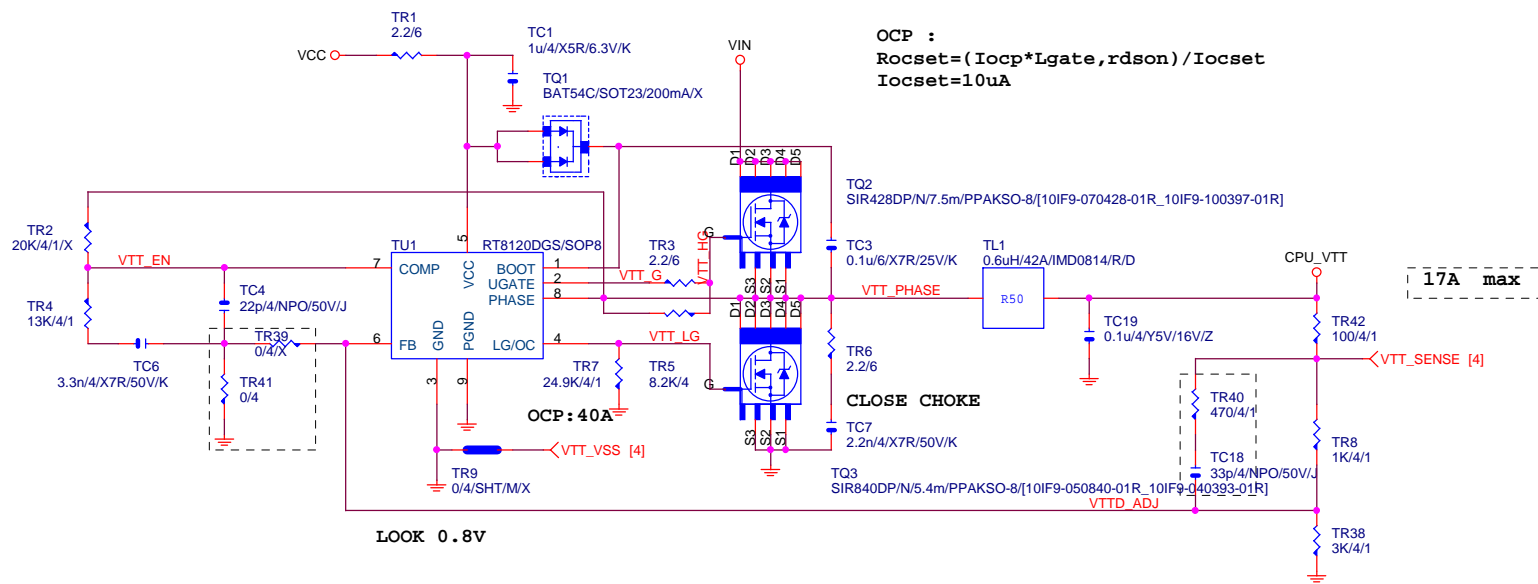 TR1
2.2/6
VCC
TC1
1u/4/X5R/6.3V/K
TQ1
BAT54C/SOT23/200mA/X
VIN
OCP :
Rocset=(Iocp*Lgate,rdson)/Iocset
Iocset=10uA
D1
D2
D3
D4
D5
TQ2
SIR428DP/N/7.5m/PPAKSO-8/[10IF9-070428-01R_10IF9-100397-01R]
G
S3
S2
S1
TR2
20K/4/1/X
VTT_EN
TU1
RT8120DGS/SOP8
5
7
COMP
VCC
BOOT
1
UGATE
2
PHASE
8
GND
PGND
6
FB
LG/OC
4
3
9
TR3
2.2/6
VTT_G
VTT_HG
TC3
0.1u/6/X7R/25V/K
TL1
0.6uH/42A/IMD0814/R/D
R50
VTT_PHASE
CPU_VTT
17A max
TR4
13K/4/1
TC4
22p/4/NPO/50V/J
TR39
0/4/X
TC6
3.3n/4/X7R/50V/K
TR41
0/4
VTT_LG
TR7
24.9K/4/1
TR5
8.2K/4
OCP:40A
D1
D2
D3
D4
D5
G
S3
S2
S1
TR6
2.2/6
CLOSE CHOKE
TC7
2.2n/4/X7R/50V/K
TQ3
SIR840DP/N/5.4m/PPAKSO-8/[10IF9-050840-01R_10IF9-040393-01R]
TC19
0.1u/4/Y5V/16V/Z
TR42
100/4/1
VTT_SENSE [4]
TR40
470/4/1
TR8
1K/4/1
TC18
33p/4/NPO/50V/J
VTT_VSS [4]
TR9
0/4/SHT/M/X
VTTD_ADJ
LOOK 0.8V
TR38
3K/4/1